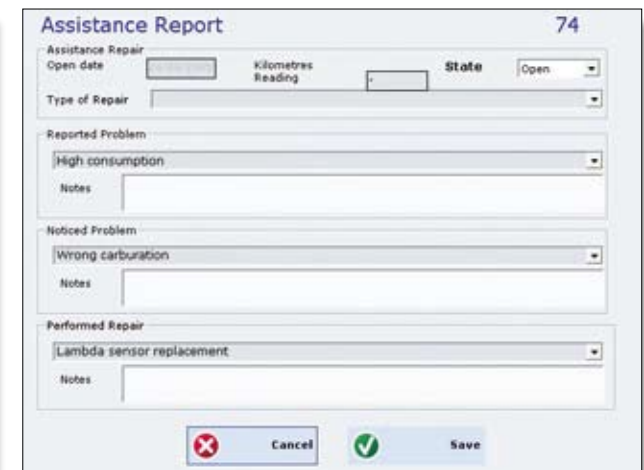 Assistance Report 74
Assistance Repair
Open date Kilometres Reading State Open
Type of Repair
Reported Problem
High consumption
Notes
Noticed Problem
Wrong carburation
Notes
Performed Repair
Lambda sensor replacement
Notes
Cancel Save